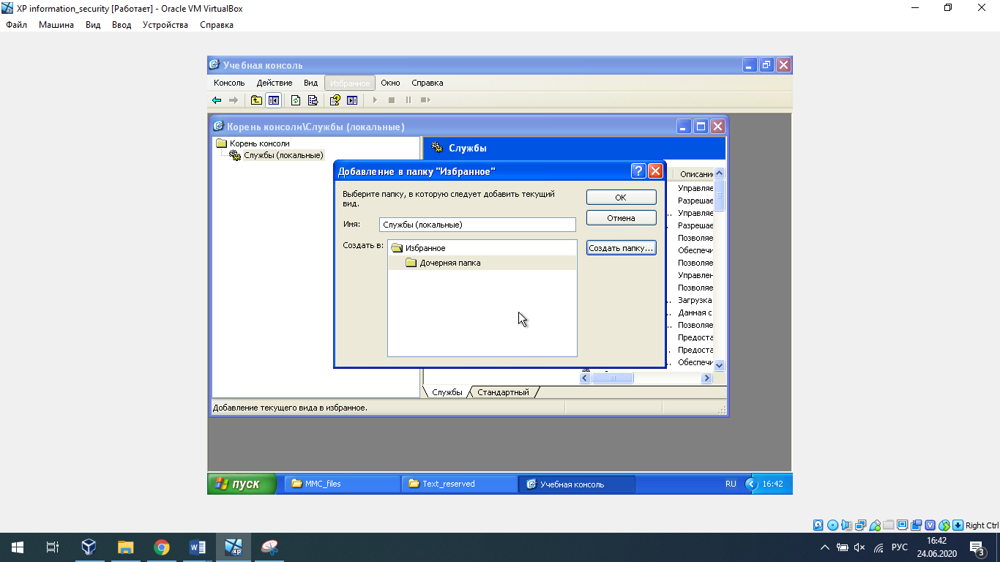 XP information_security [Работает] - Oracle VM VirtualBox
Файл Машина Вид Ввод Устройства Справка
Учебная консоль
Консоль Действие Вид Избранное Окно Справка
Корень консоли\Службы (локальные)
Корень консоли
Службы (локальные)
Службы
Добавление в папку "Избранное"
Выберите папку, в которую следует добавить текущий
вид.
Имя: Службы (локальные)
Создать в:
Избранное
Дочерняя папка
OK
Отмена
Создать папку...
Описани
Управляе
Разрешае
Управляе
Разрешае
Позволяе
Обеспечи
Позволяе
Управлен
Позволяе
Загрузка
Данная с
Позволяе
Предоста
Предоста
Обеспечи
Службы Стандартный
Добавление текущего вида в избранное.
пуск MMC_files Text_reserved Учебная консоль RU 16:42
Right Ctrl
W xp РУС 16:42
24.06.2020
3